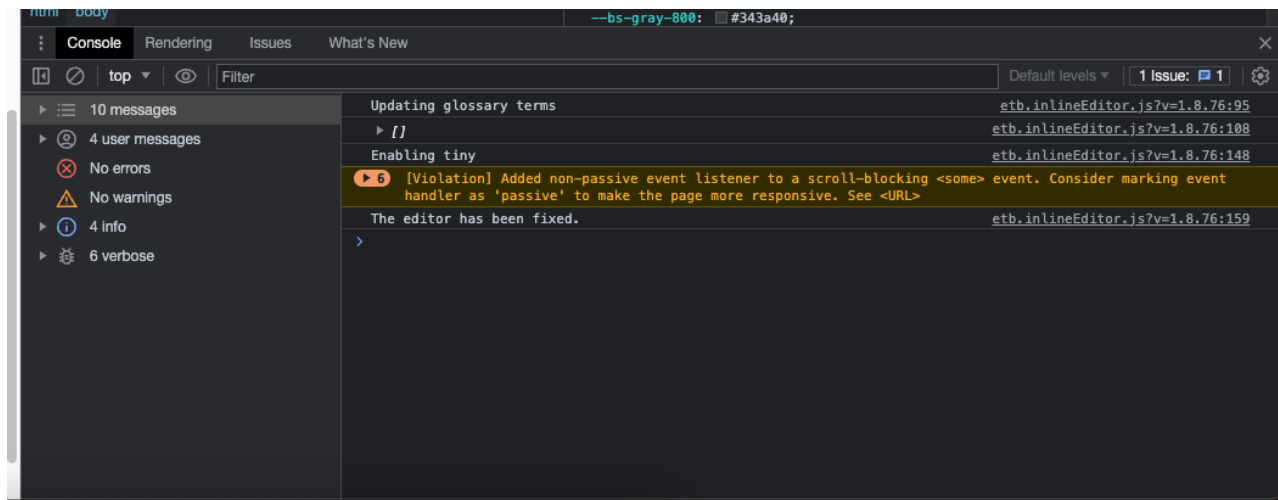 html body
--bs-gray-800: #343a40;
Console Rendering Issues What's New
top Filter Default levels 1 Issue: 1
10 messages
4 user messages
No errors
No warnings
4 info
6 verbose
Updating glossary terms etb.inlineEditor.js?v=1.8.76:95
[] etb.inlineEditor.js?v=1.8.76:108
Enabling tiny etb.inlineEditor.js?v=1.8.76:148
6 [Violation] Added non-passive event listener to a scroll-blocking <some> event. Consider marking event
handler as 'passive' to make the page more responsive. See <URL>
The editor has been fixed. etb.inlineEditor.js?v=1.8.76:159